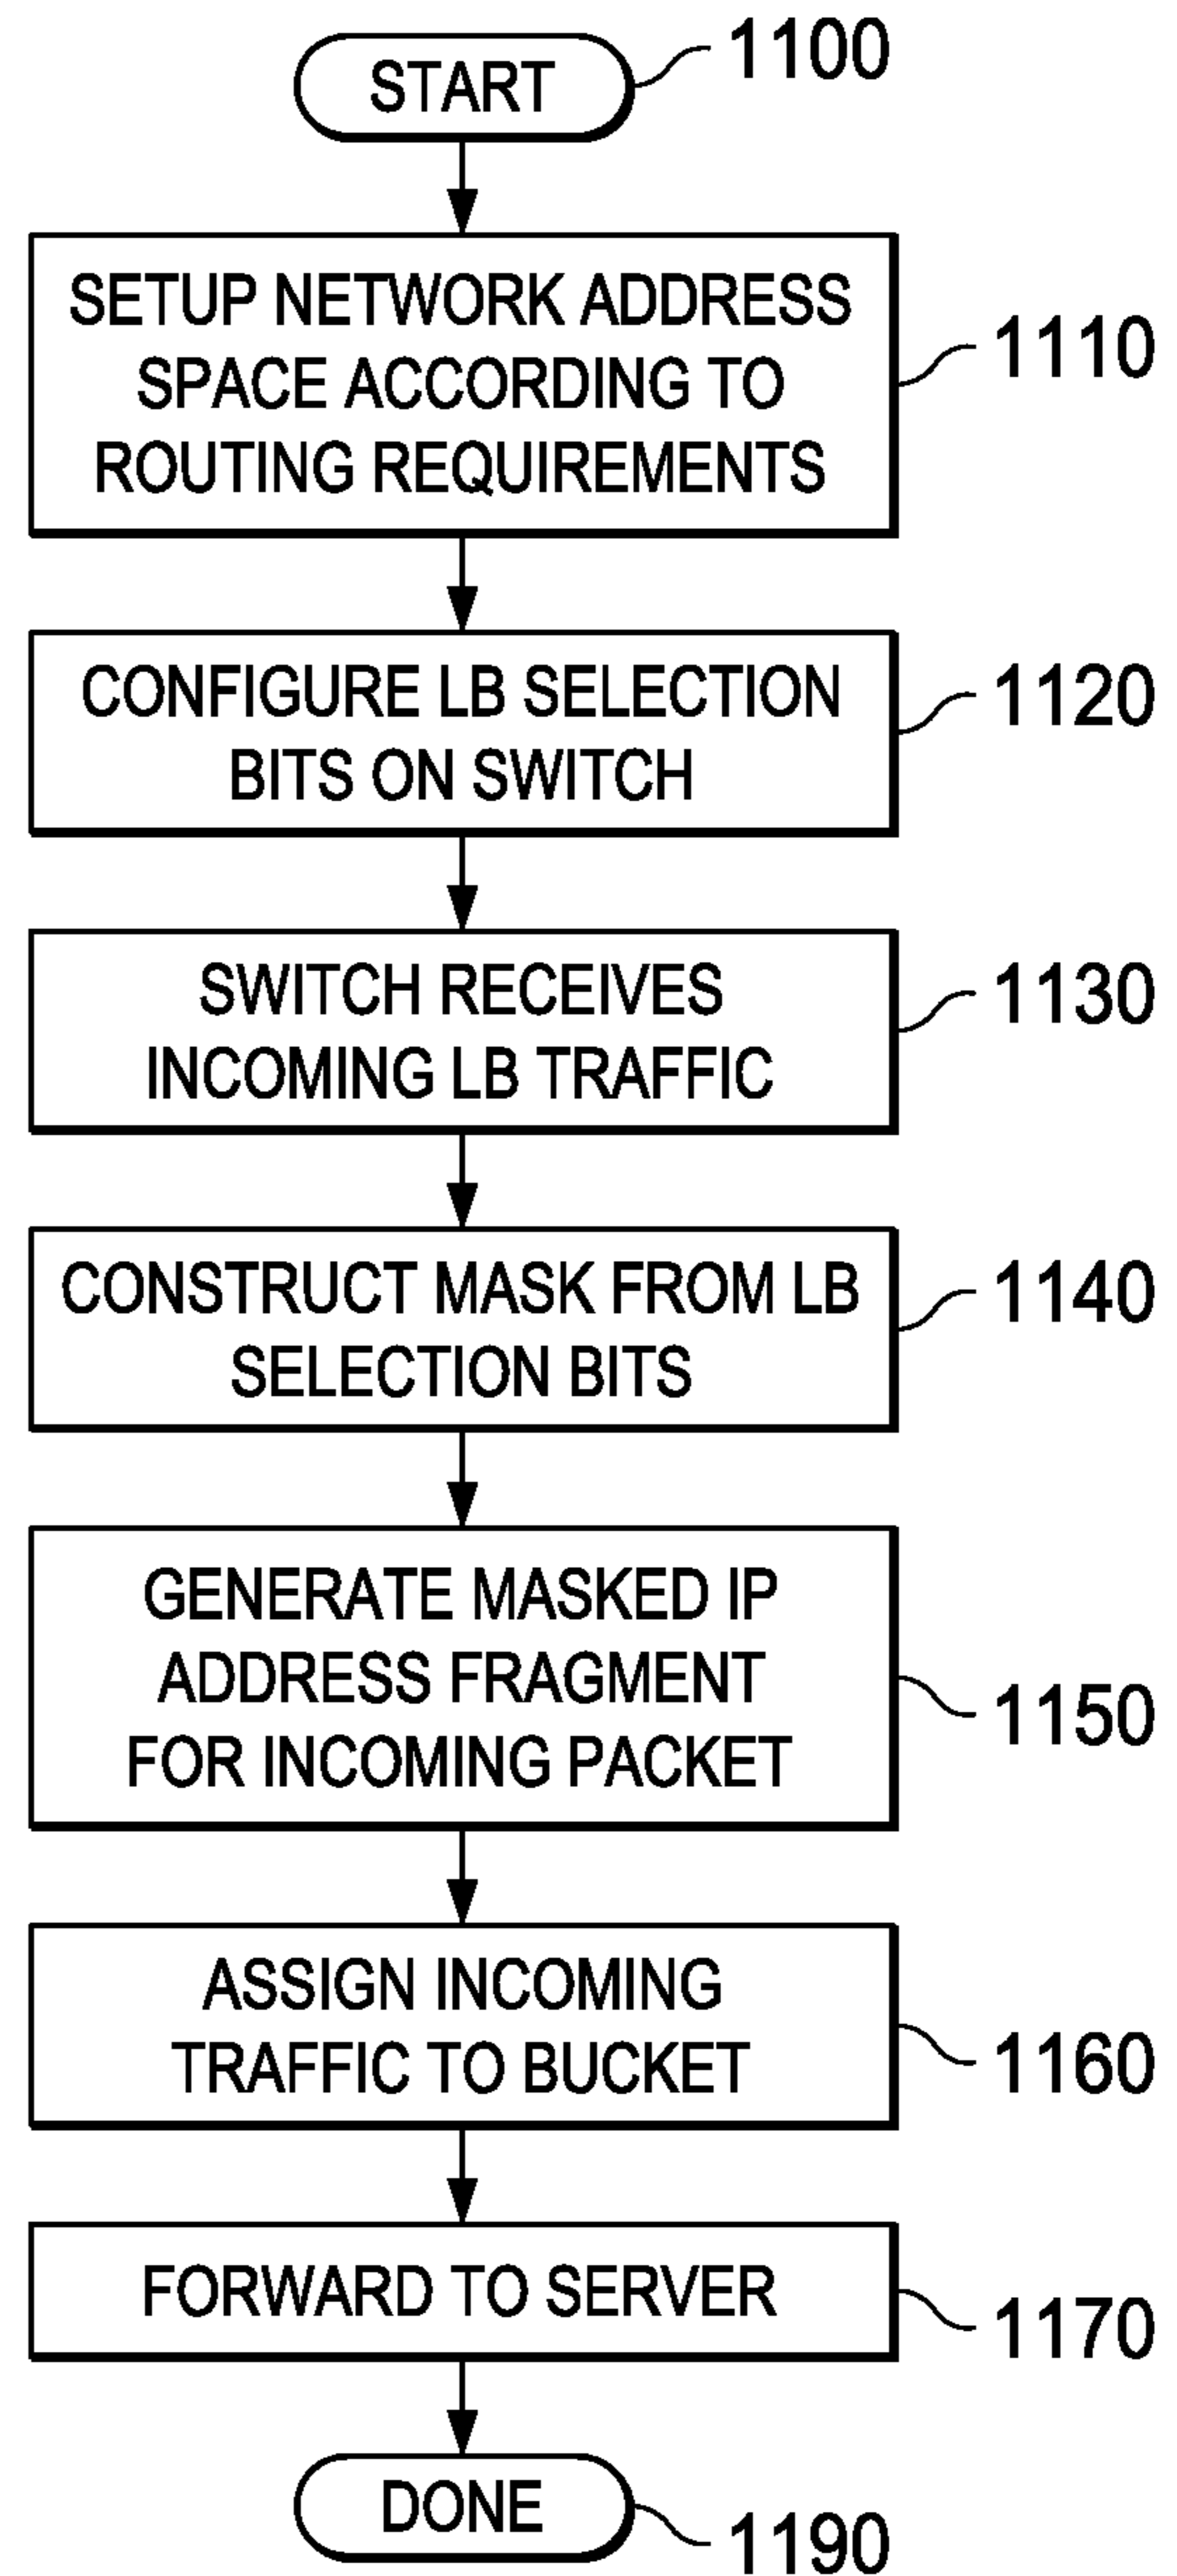 START
1100
SETUP NETWORK ADDRESS
SPACE ACCORDING TO
ROUTING REQUIREMENTS
1110
CONFIGURE LB SELECTION
BITS ON SWITCH
1120
SWITCH RECEIVES
INCOMING LB TRAFFIC
1130
CONSTRUCT MASK FROM LB
SELECTION BITS
1140
GENERATE MASKED IP
ADDRESS FRAGMENT
FOR INCOMING PACKET
1150
ASSIGN INCOMING
TRAFFIC TO BUCKET
1160
FORWARD TO SERVER
1170
DONE
1190